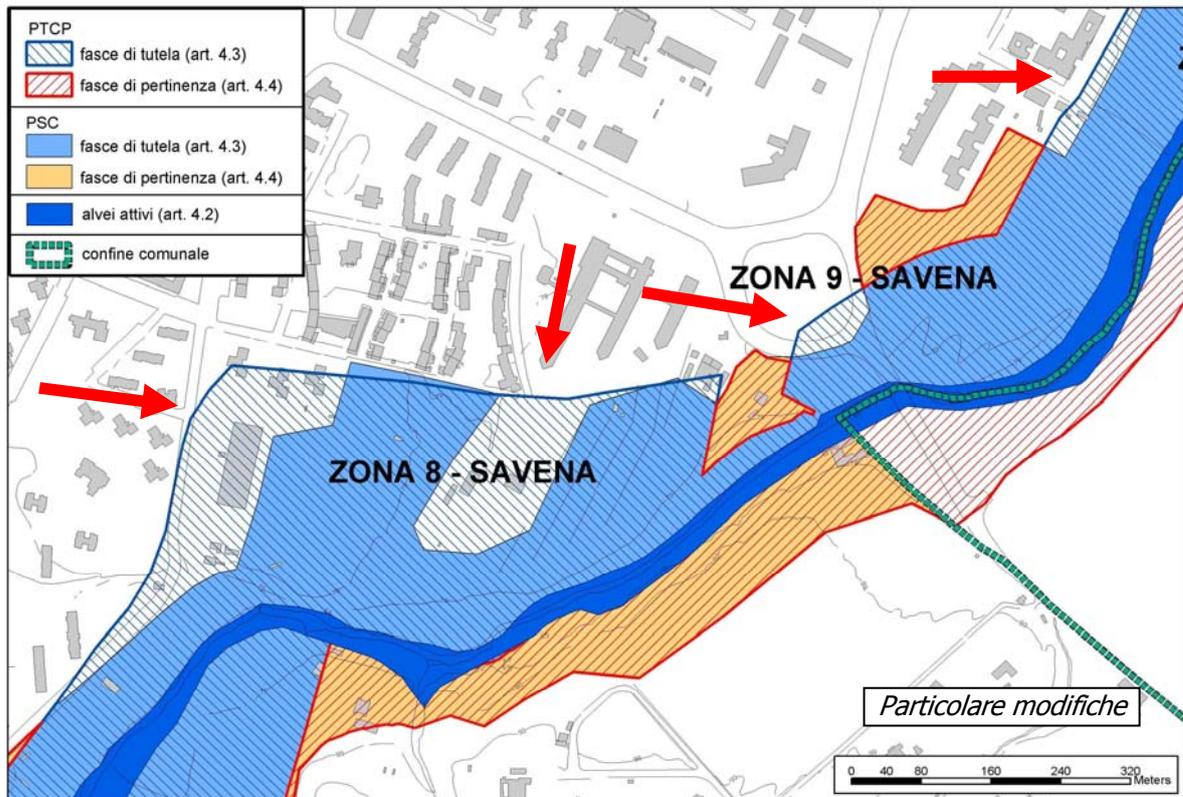 PTCP
fasce di tutela (art. 4.3)
fasce di pertinenza (art. 4.4)
PSC
fasce di tutela (art. 4.3)
fasce di pertinenza (art. 4.4)
alvei attivi (art. 4.2)
confine comunale
Z
ZONA 9 - SAVENA
ZONA 8 - SAVENA
Particolare modifiche
0 40 80 160 240 320
Meters